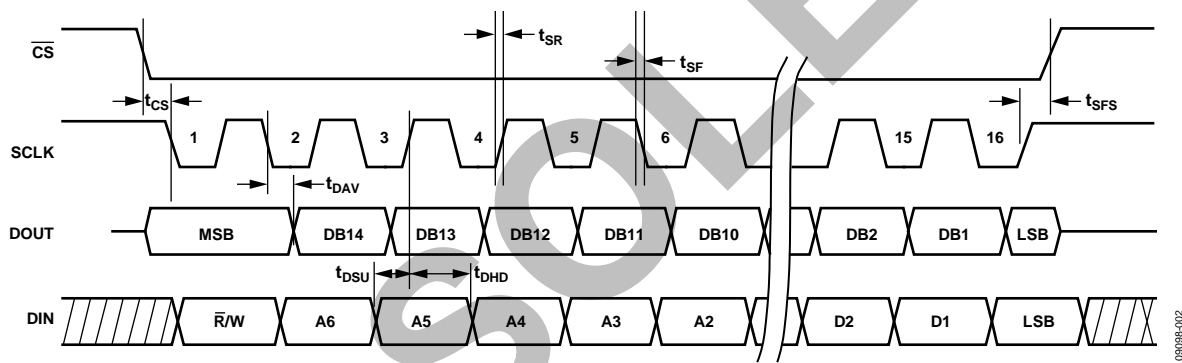 CS
tSR
tSF
tCS
tSFS
SCLK
1 2 3 4 5 6 15 16
tDAV
DOUT
MSB DB14 DB13 DB12 DB11 DB10 DB2 DB1 LSB
tDSU tDHD
DIN
R/W A6 A5 A4 A3 A2 D2 D1 LSB
09098-002
SOLE